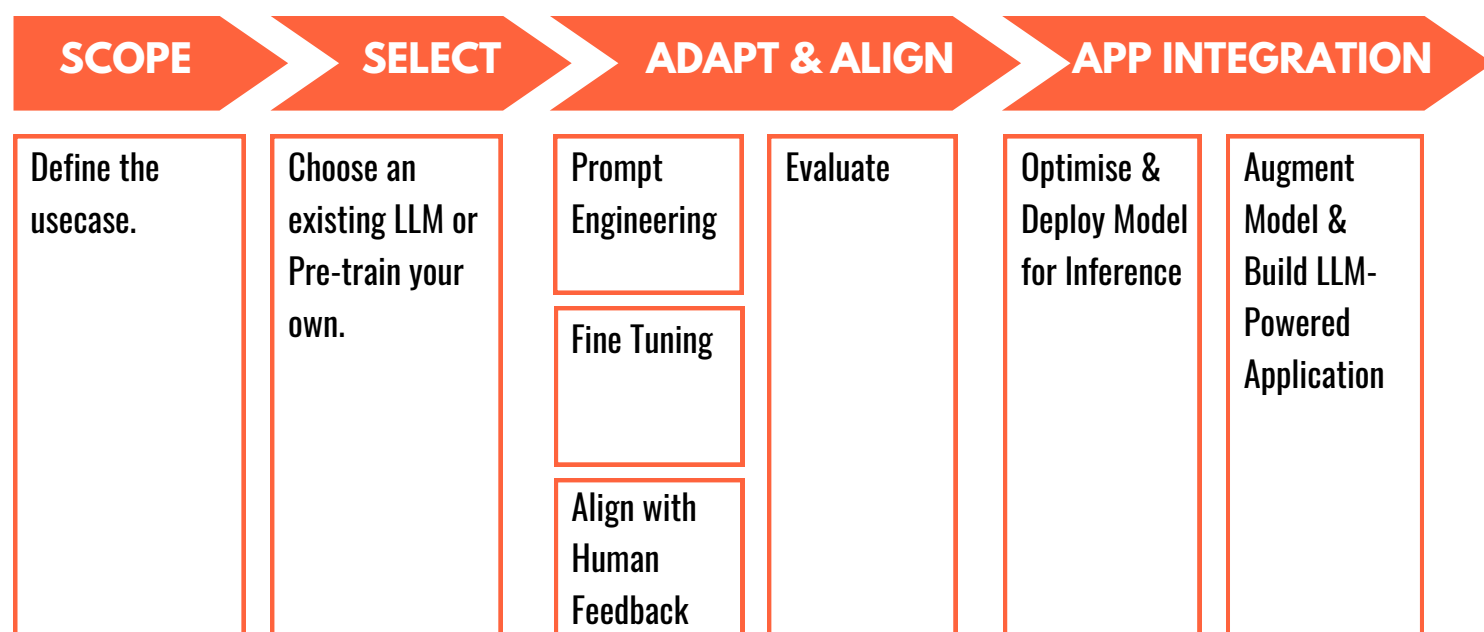 SCOPE
SELECT
ADAPT & ALIGN
APP INTEGRATION
Define the
usecase.
Choose an
existing LLM or
Pre-train your
own.
Prompt
Engineering
Fine Tuning
Align with
Human
Feedback
Evaluate
Optimise &
Deploy Model
for Inference
Augment
Model &
Build LLM-
Powered
Application